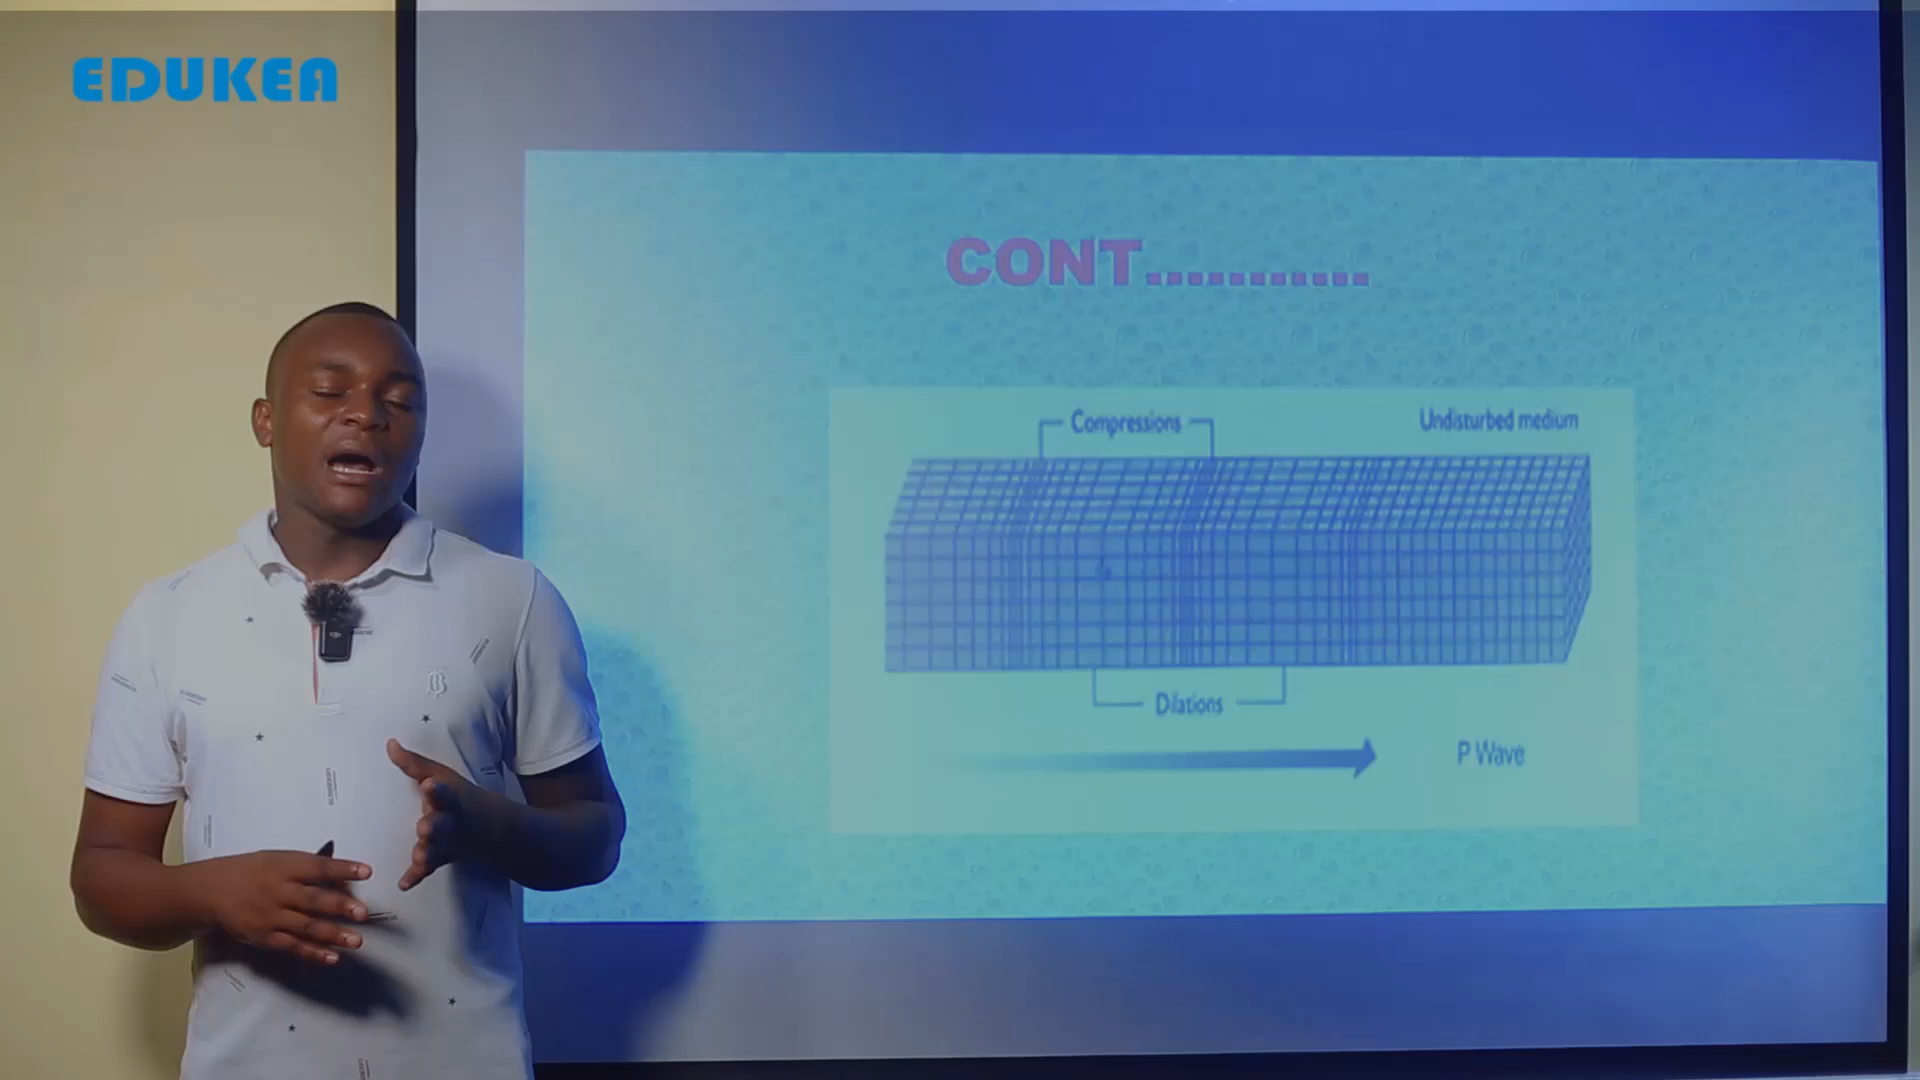 EDUKEA
CONT...........
Compressions
Undisturbed medium
Dilations
P Wave